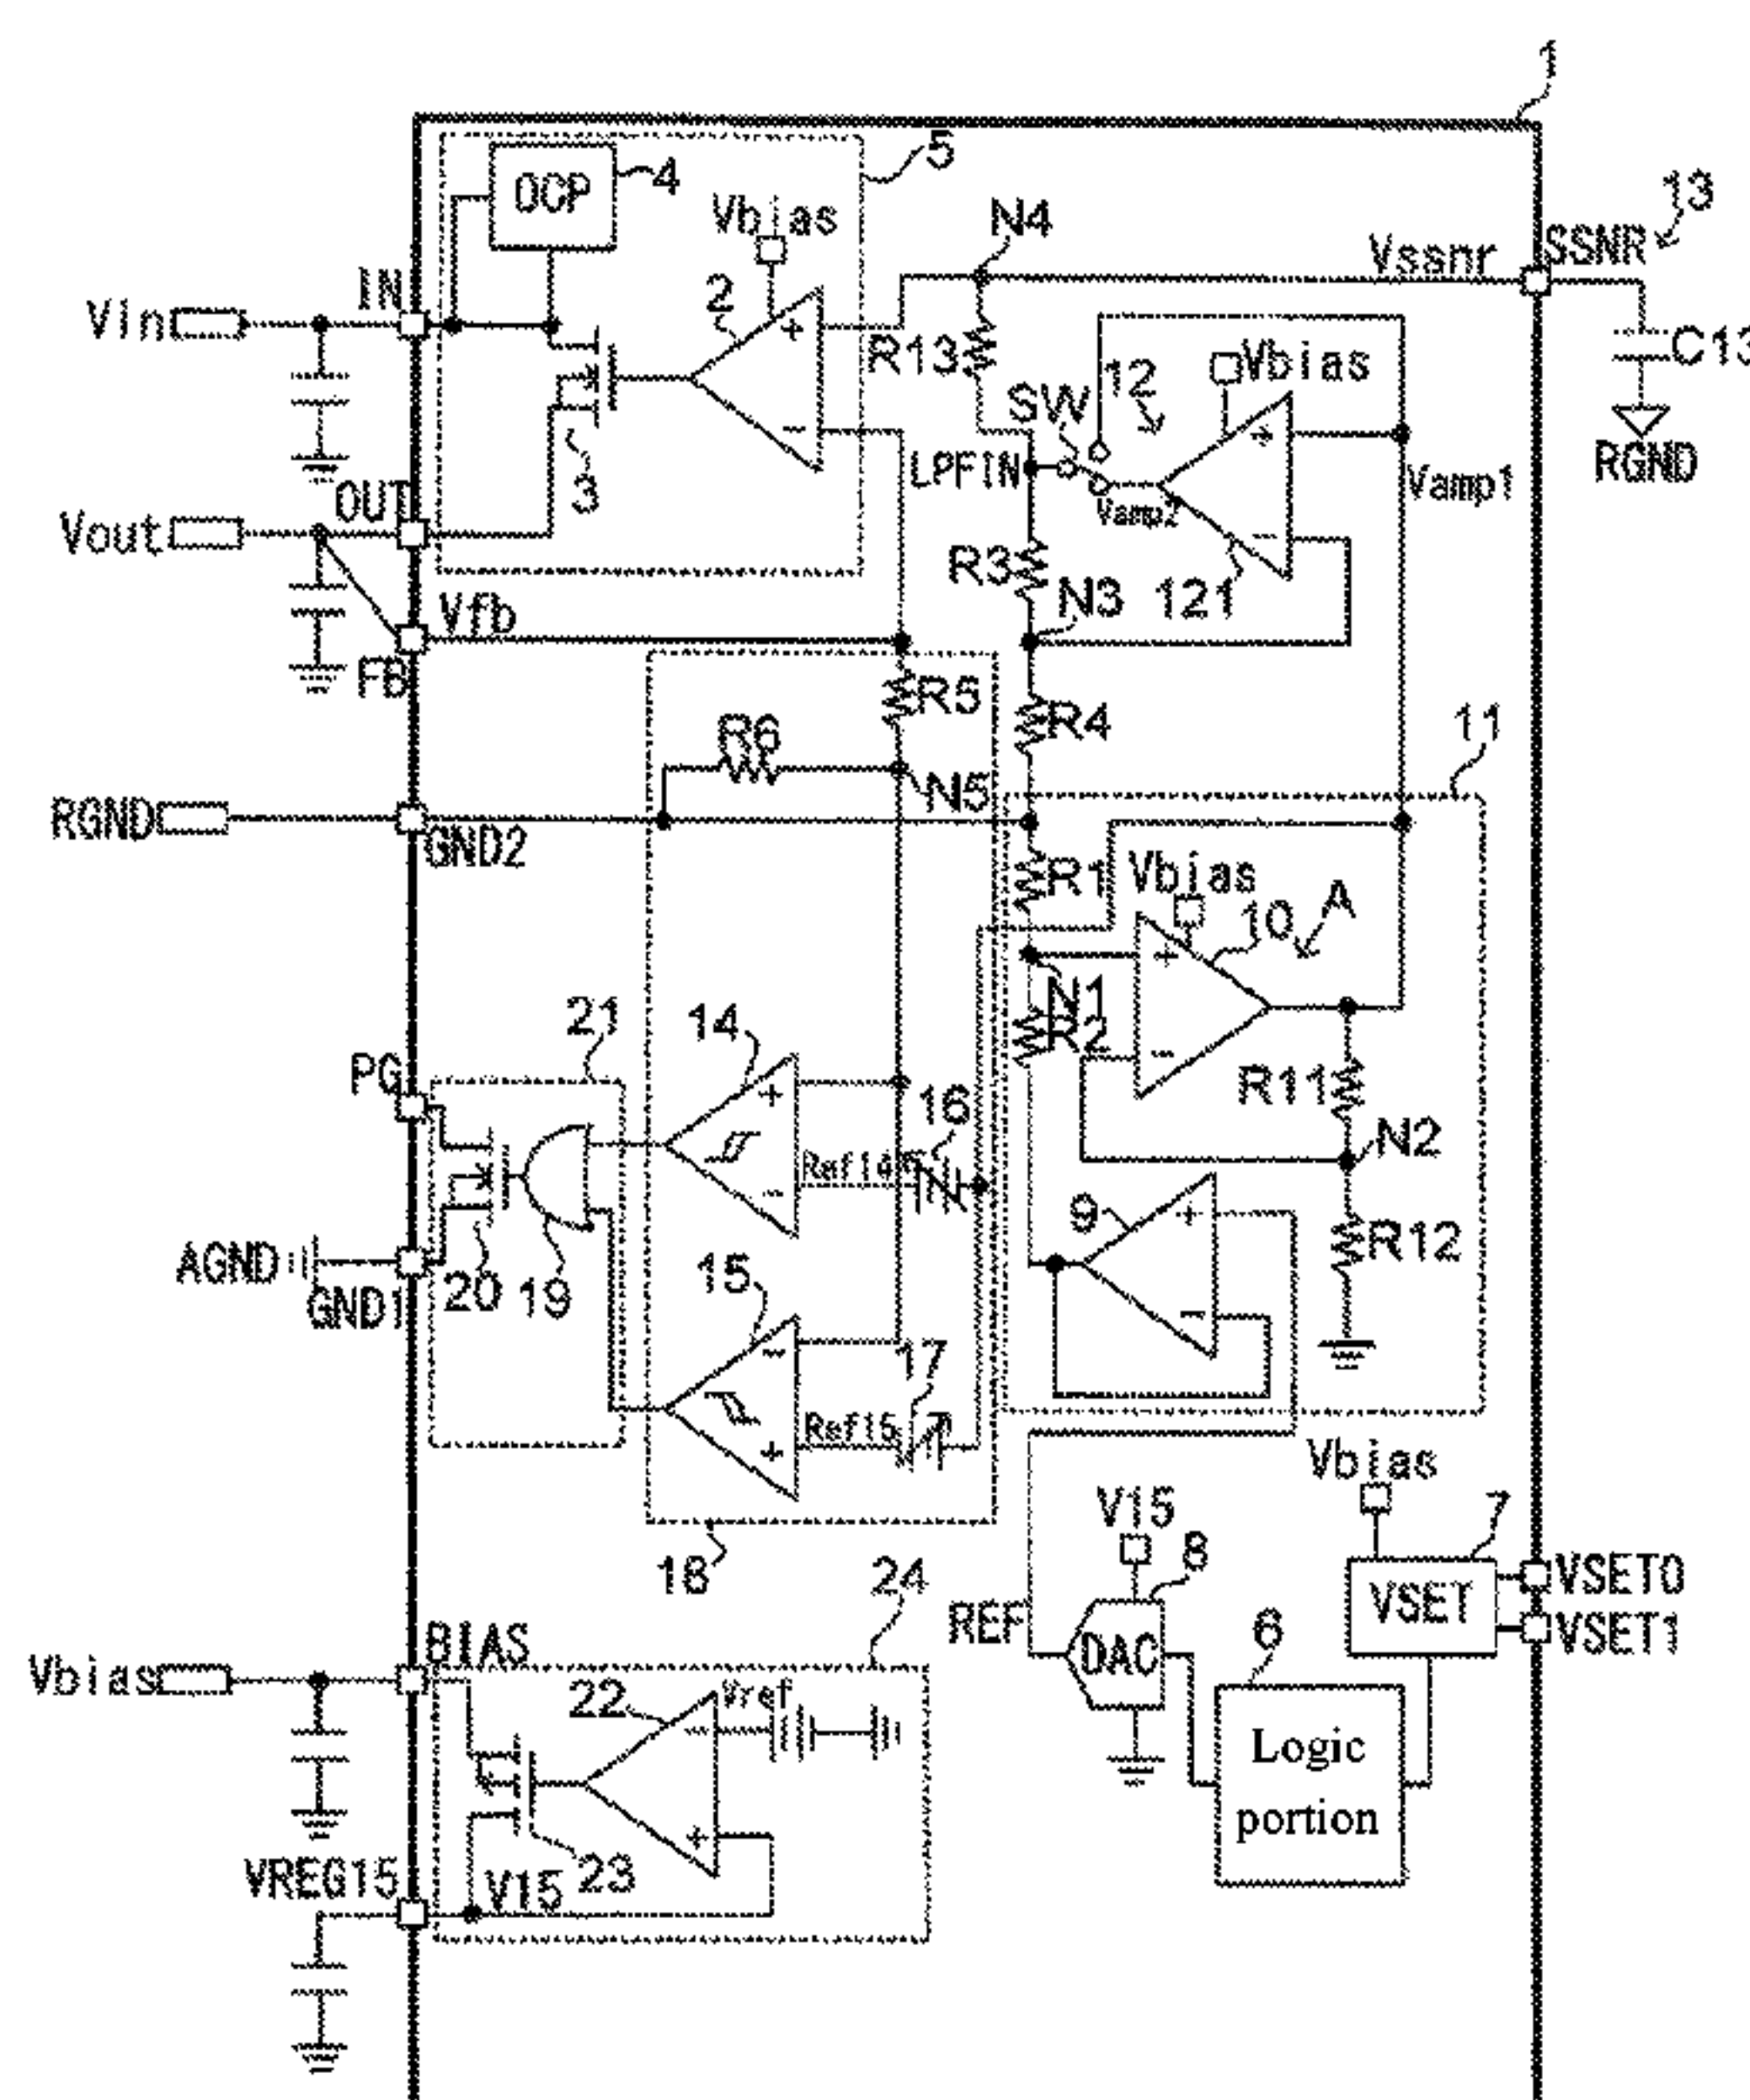 1
5
OCP
4
Vbias
N4
Vssnr
SSNR
13
2
IN
Vin
+
R13
SW
12
Vbias
C13
RGND
LPFIN
Vamp2
Vamp1
+
-
-
3
OUT
Vout
R3
N3
121
Vfb
FB
R5
R6
R4
11
N5
RGND
GND2
R1
Vbias
10
A
+
N1
R2
-
21
14
PG
+
16
R11
N2
Ref14
-
9
+
R12
AGND
GND1
20
19
15
-
17
-
Ref15
+
Vbias
V15
7
18
24
8
VSET
VSET0
VSET1
REF
DAC
6
BIAS
Vbias
22
Vref
-
Logic
portion
+
VREG15
V15
23